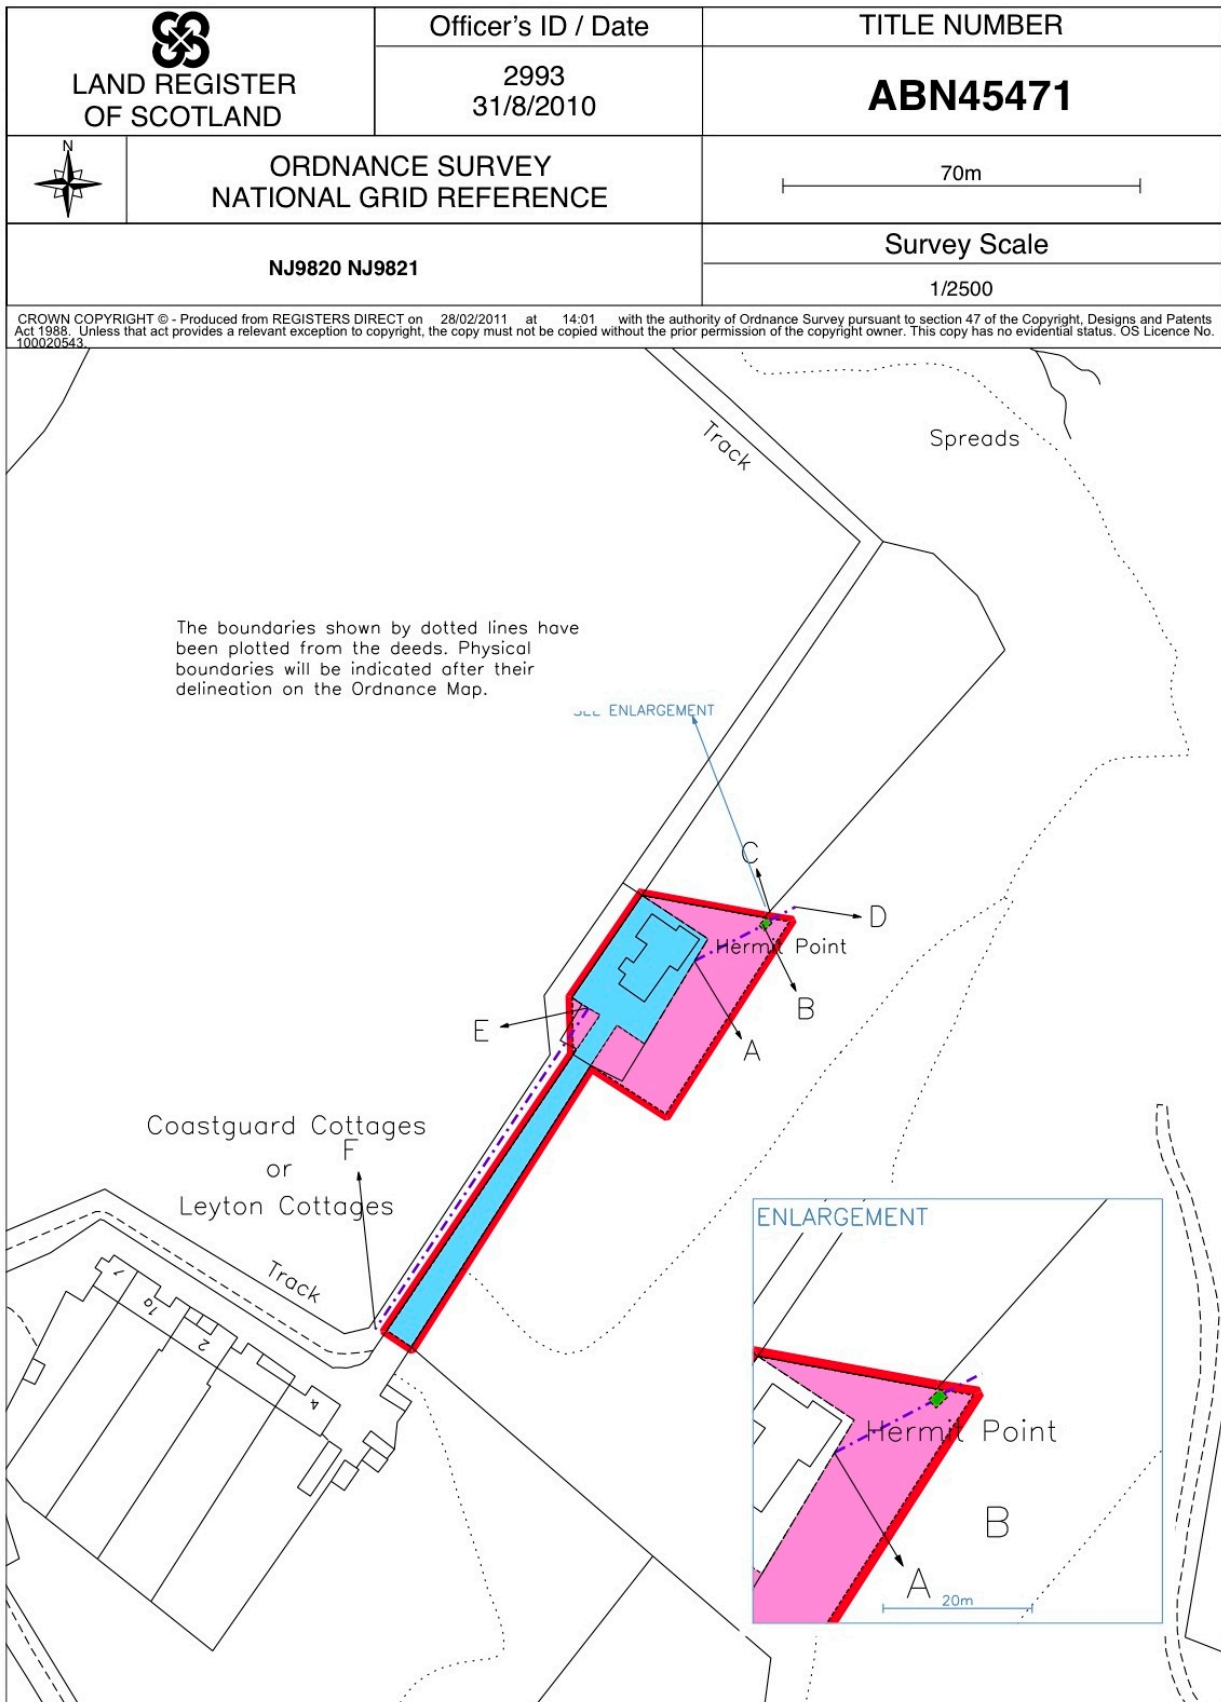 LAND REGISTER
OF SCOTLAND
Officer's ID / Date
2993
31/8/2010
TITLE NUMBER
ABN45471
N
ORDNANCE SURVEY
NATIONAL GRID REFERENCE
70m
NJ9820 NJ9821
Survey Scale
1/2500
CROWN COPYRIGHT © - Produced from REGISTERS DIRECT on 28/02/2011 at 14:01 with the authority of Ordnance Survey pursuant to section 47 of the Copyright, Designs and Patents
Act 1988. Unless that act provides a relevant exception to copyright, the copy must not be copied without the prior permission of the copyright owner. This copy has no evidential status. OS Licence No.
100020543.
Track
Spreads
The boundaries shown by dotted lines have
been plotted from the deeds. Physical
boundaries will be indicated after their
delineation on the Ordnance Map.
SEE ENLARGEMENT
C
D
Hermit Point
B
E
A
Coastguard Cottages
or
F
Leyton Cottages
Track
1
1a
2
4
ENLARGEMENT
Hermit Point
B
A
20m